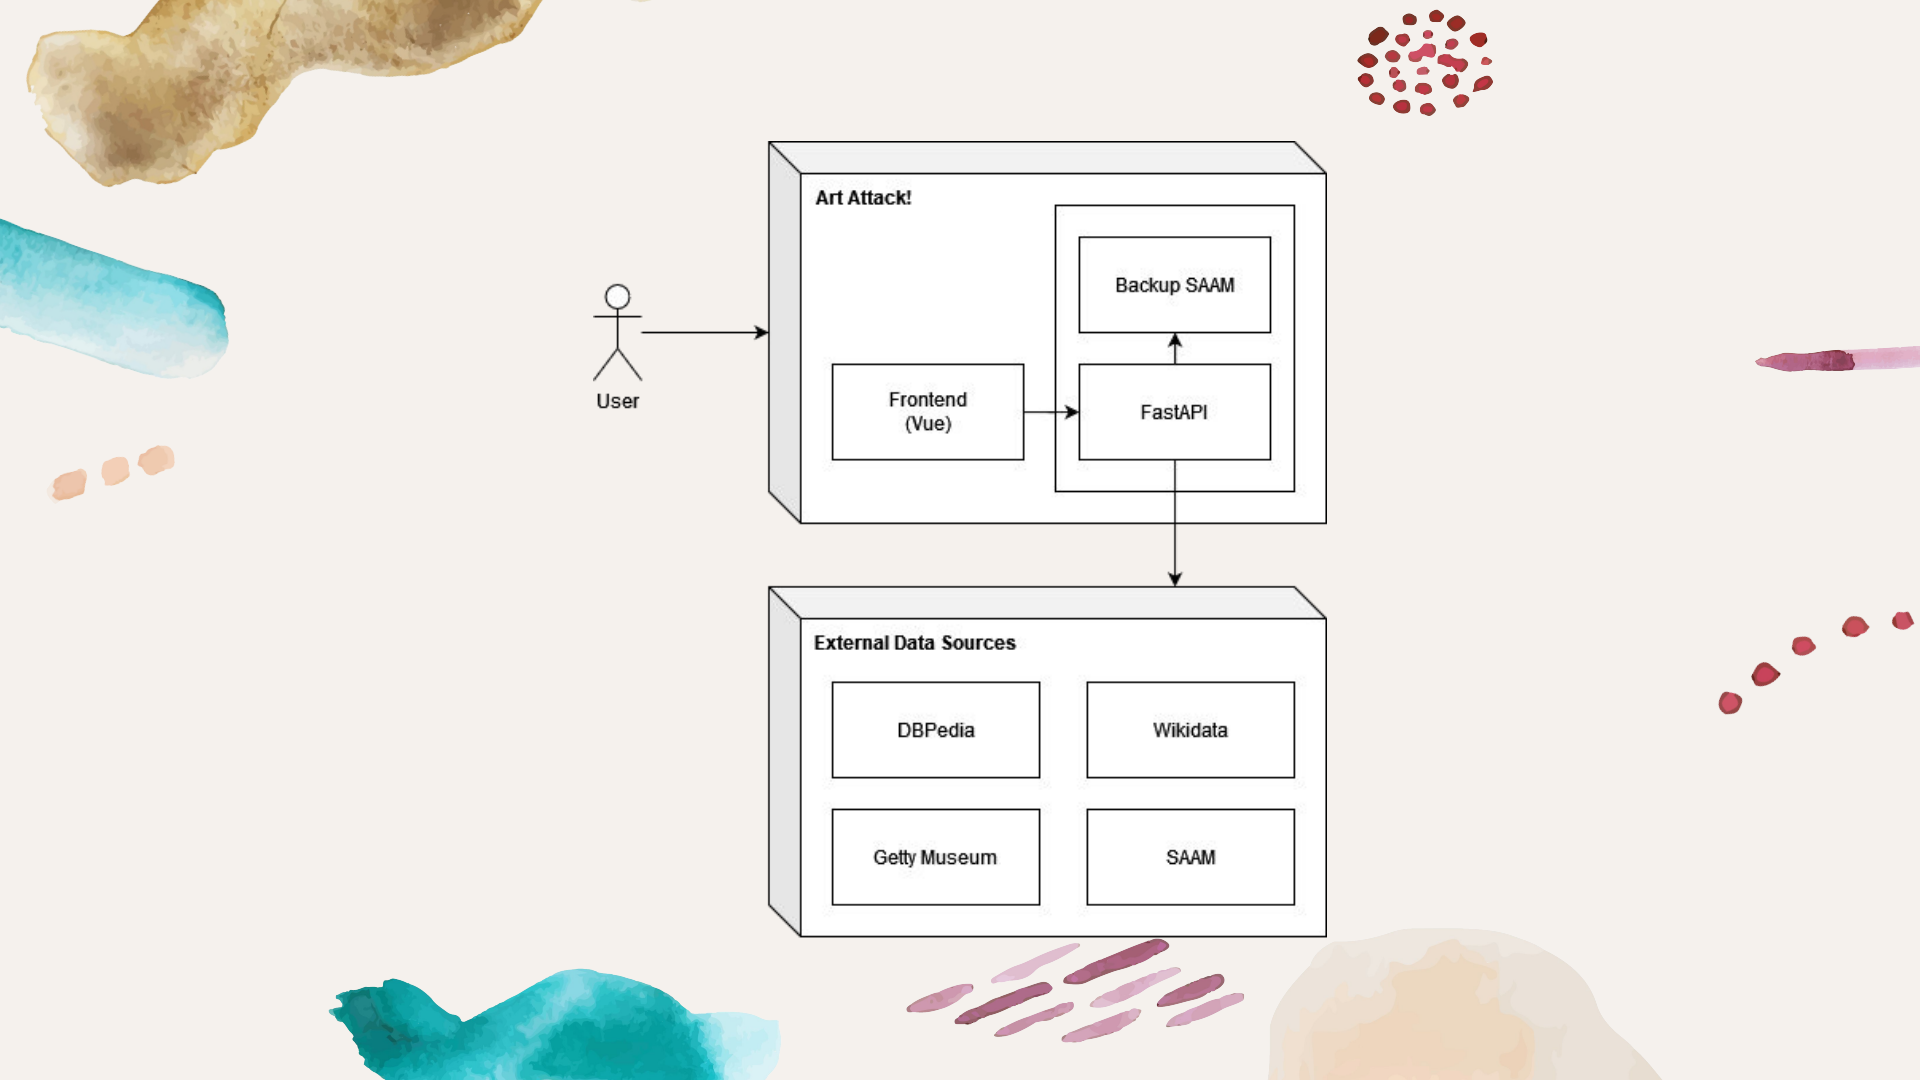 Art Attack!
Backup SAAM
User
Frontend
(Vue)
FastAPI
External Data Sources
DBPedia
Wikidata
Getty Museum
SAAM